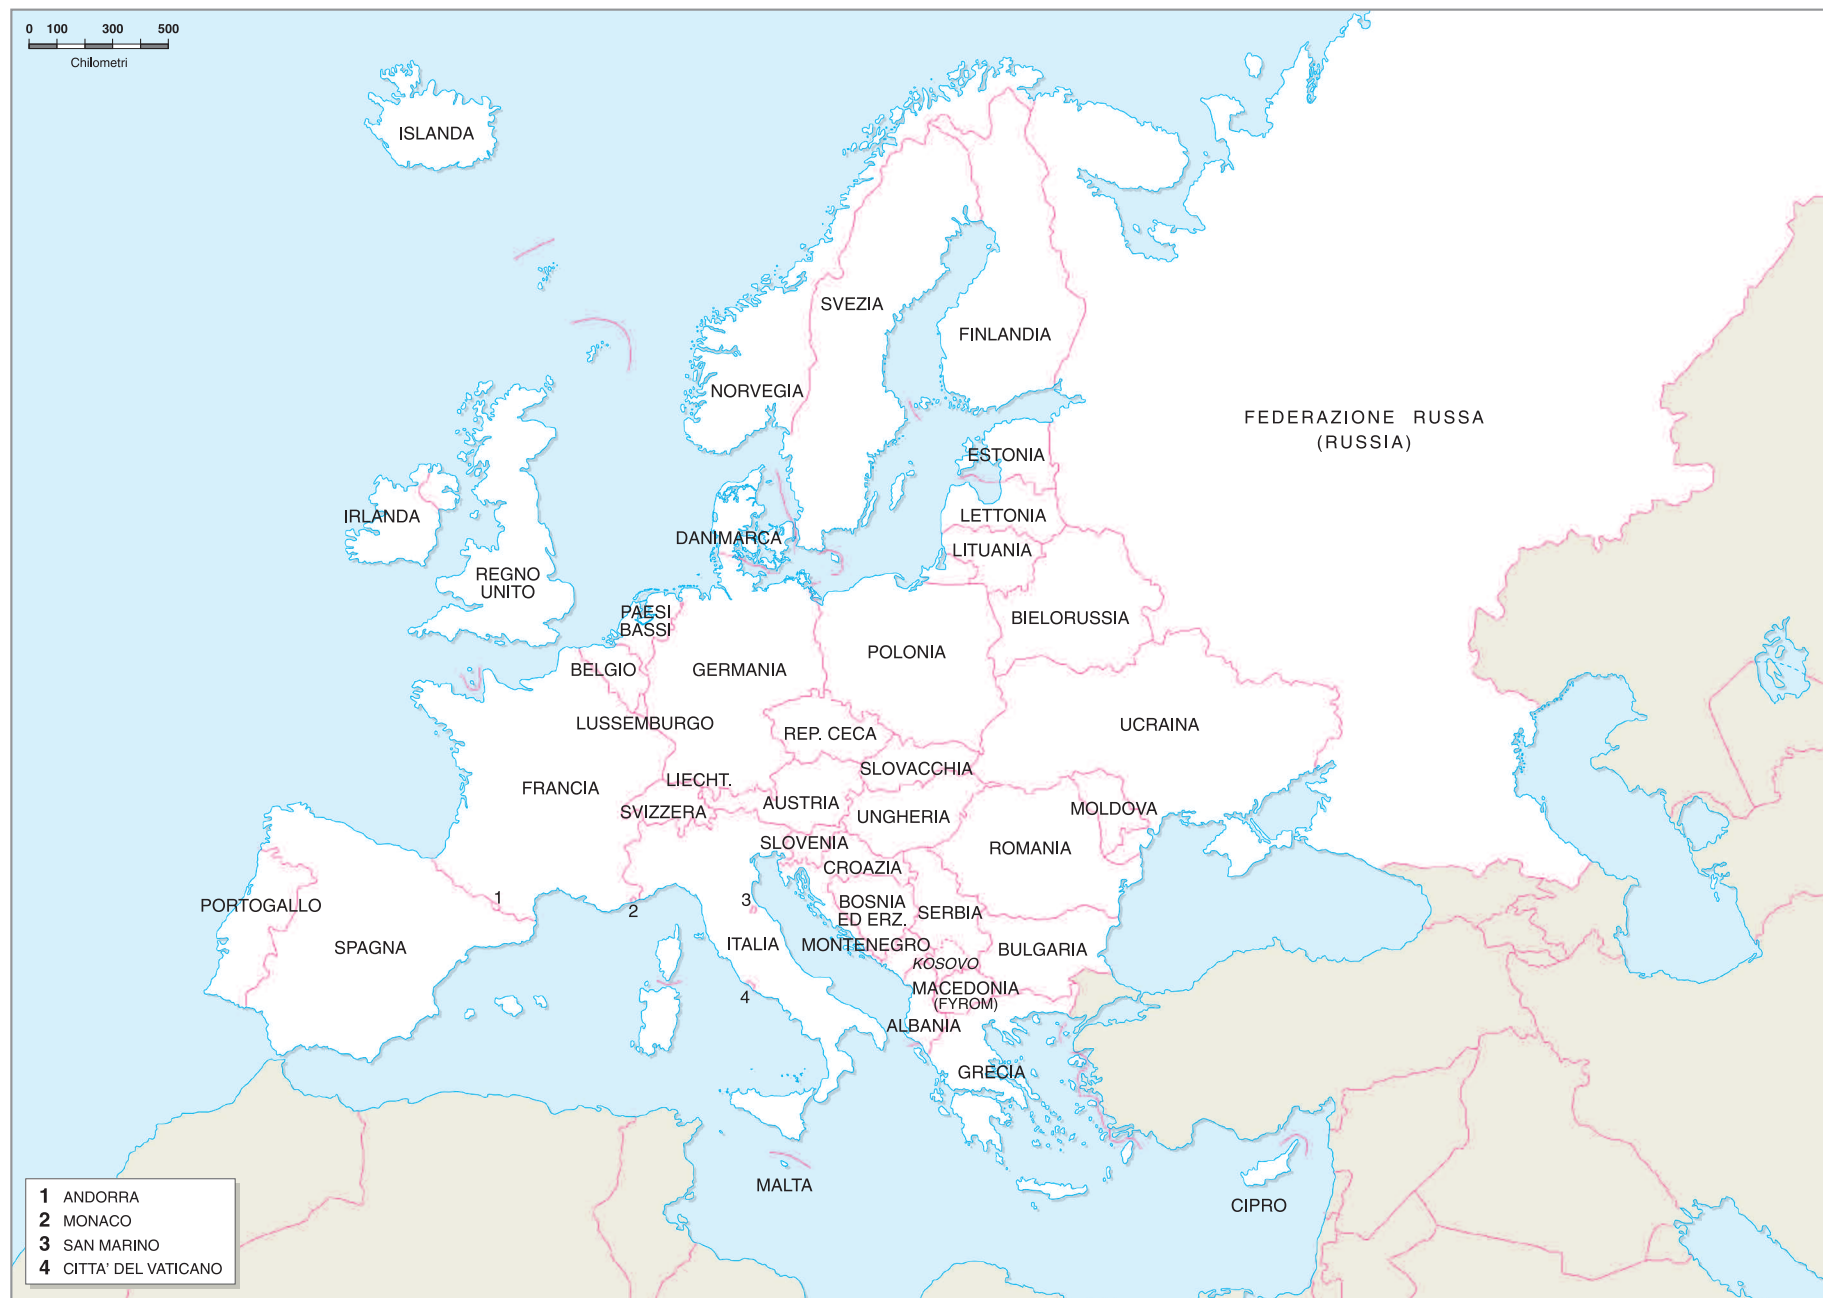 0 100 300 500
Chilometri
ISLANDA
SVEZIA
FINLANDIA
NORVEGIA
FEDERAZIONE RUSSA
(RUSSIA)
ESTONIA
IRLANDA
LETTONIA
DANIMARCA
LITUANIA
REGNO
UNITO
PAESI
BASSI
BIELORUSSIA
POLONIA
BELGIO
GERMANIA
LUSSEMBURGO
UCRAINA
REP. CECA
SLOVACCHIA
LIECHT.
FRANCIA
AUSTRIA
MOLDOVA
SVIZZERA
UNGHERIA
SLOVENIA
ROMANIA
CROAZIA
1
3
2
PORTOGALLO
BOSNIA
ED ERZ.
SERBIA
SPAGNA
ITALIA
MONTENEGRO
BULGARIA
KOSOVO
MACEDONIA
(FYROM)
4
ALBANIA
GRECIA
MALTA
CIPRO
1 ANDORRA
2 MONACO
3 SAN MARINO
4 CITTA' DEL VATICANO